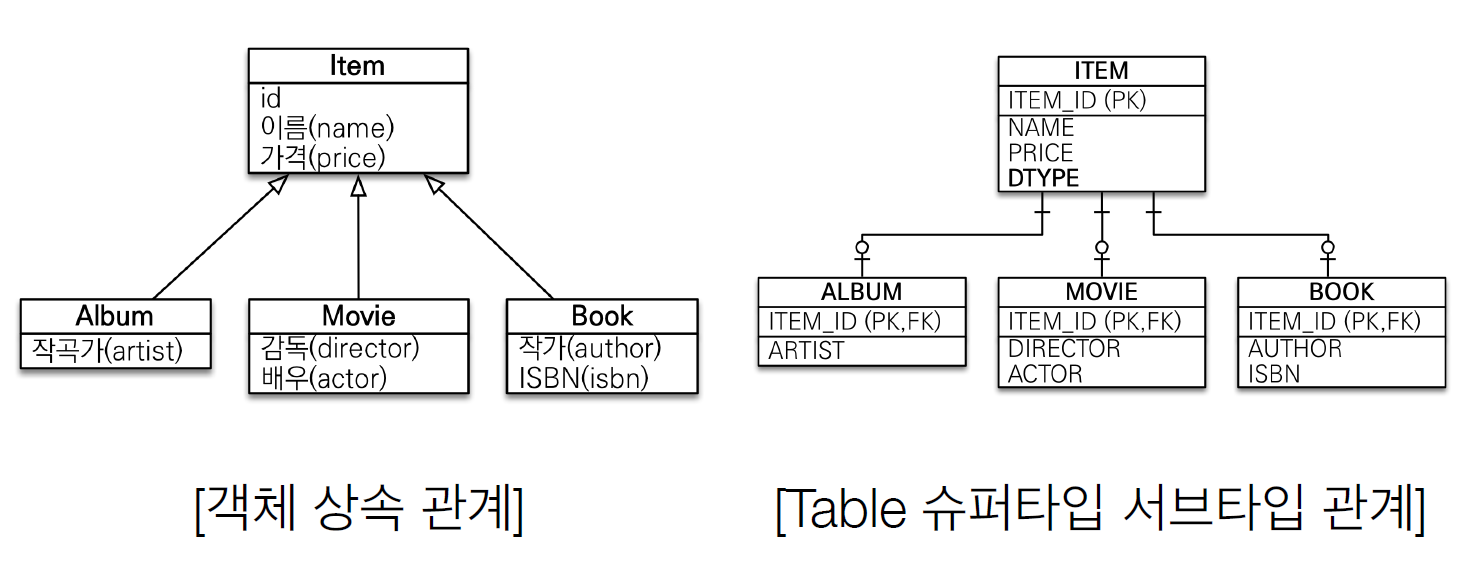 Item
id
이름(name)
가격(price)
Album
작곡가(artist)
Movie
감독(director)
배우(actor)
Book
작가(author)
ISBN(isbn)
[객체 상속 관계]
ITEM
ITEM_ID (PK)
NAME
PRICE
DTYPE
ALBUM
ITEM_ID (PK,FK)
ARTIST
MOVIE
ITEM_ID (PK,FK)
DIRECTOR
ACTOR
BOOK
ITEM_ID (PK,FK)
AUTHOR
ISBN
[Table 슈퍼타입 서브타입 관계]